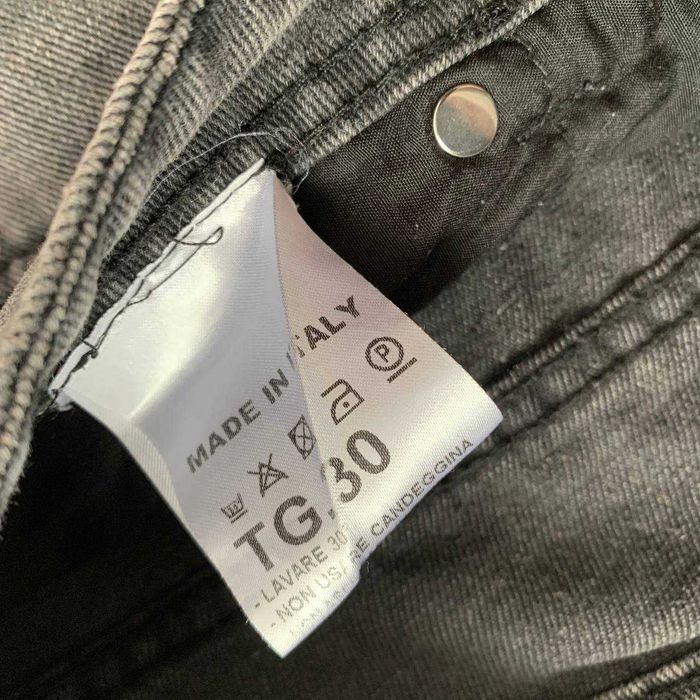 MADE IN ITALY
P
TG.30
- LAVARE 30
- NON USARE CANDEGGINA